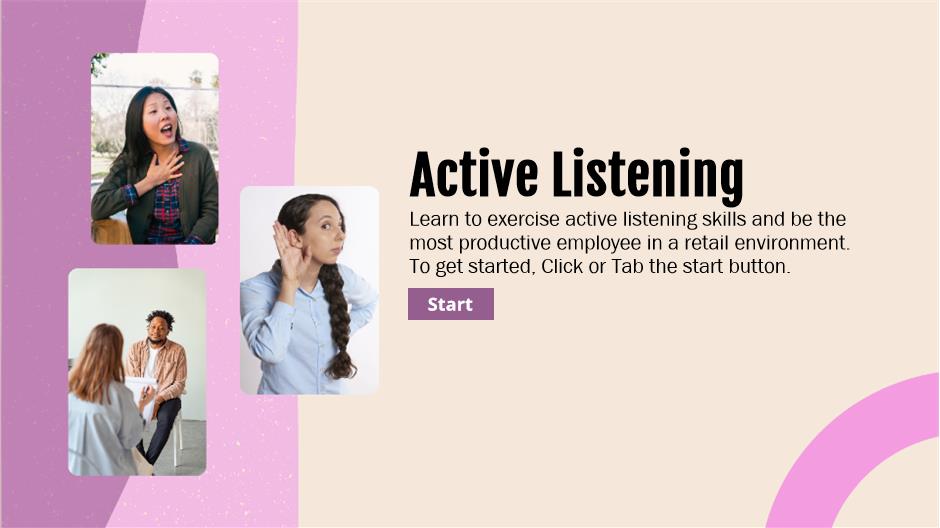 Active Listening
Learn to exercise active listening skills and be the
most productive employee in a retail environment.
To get started, Click or Tab the start button.
Start